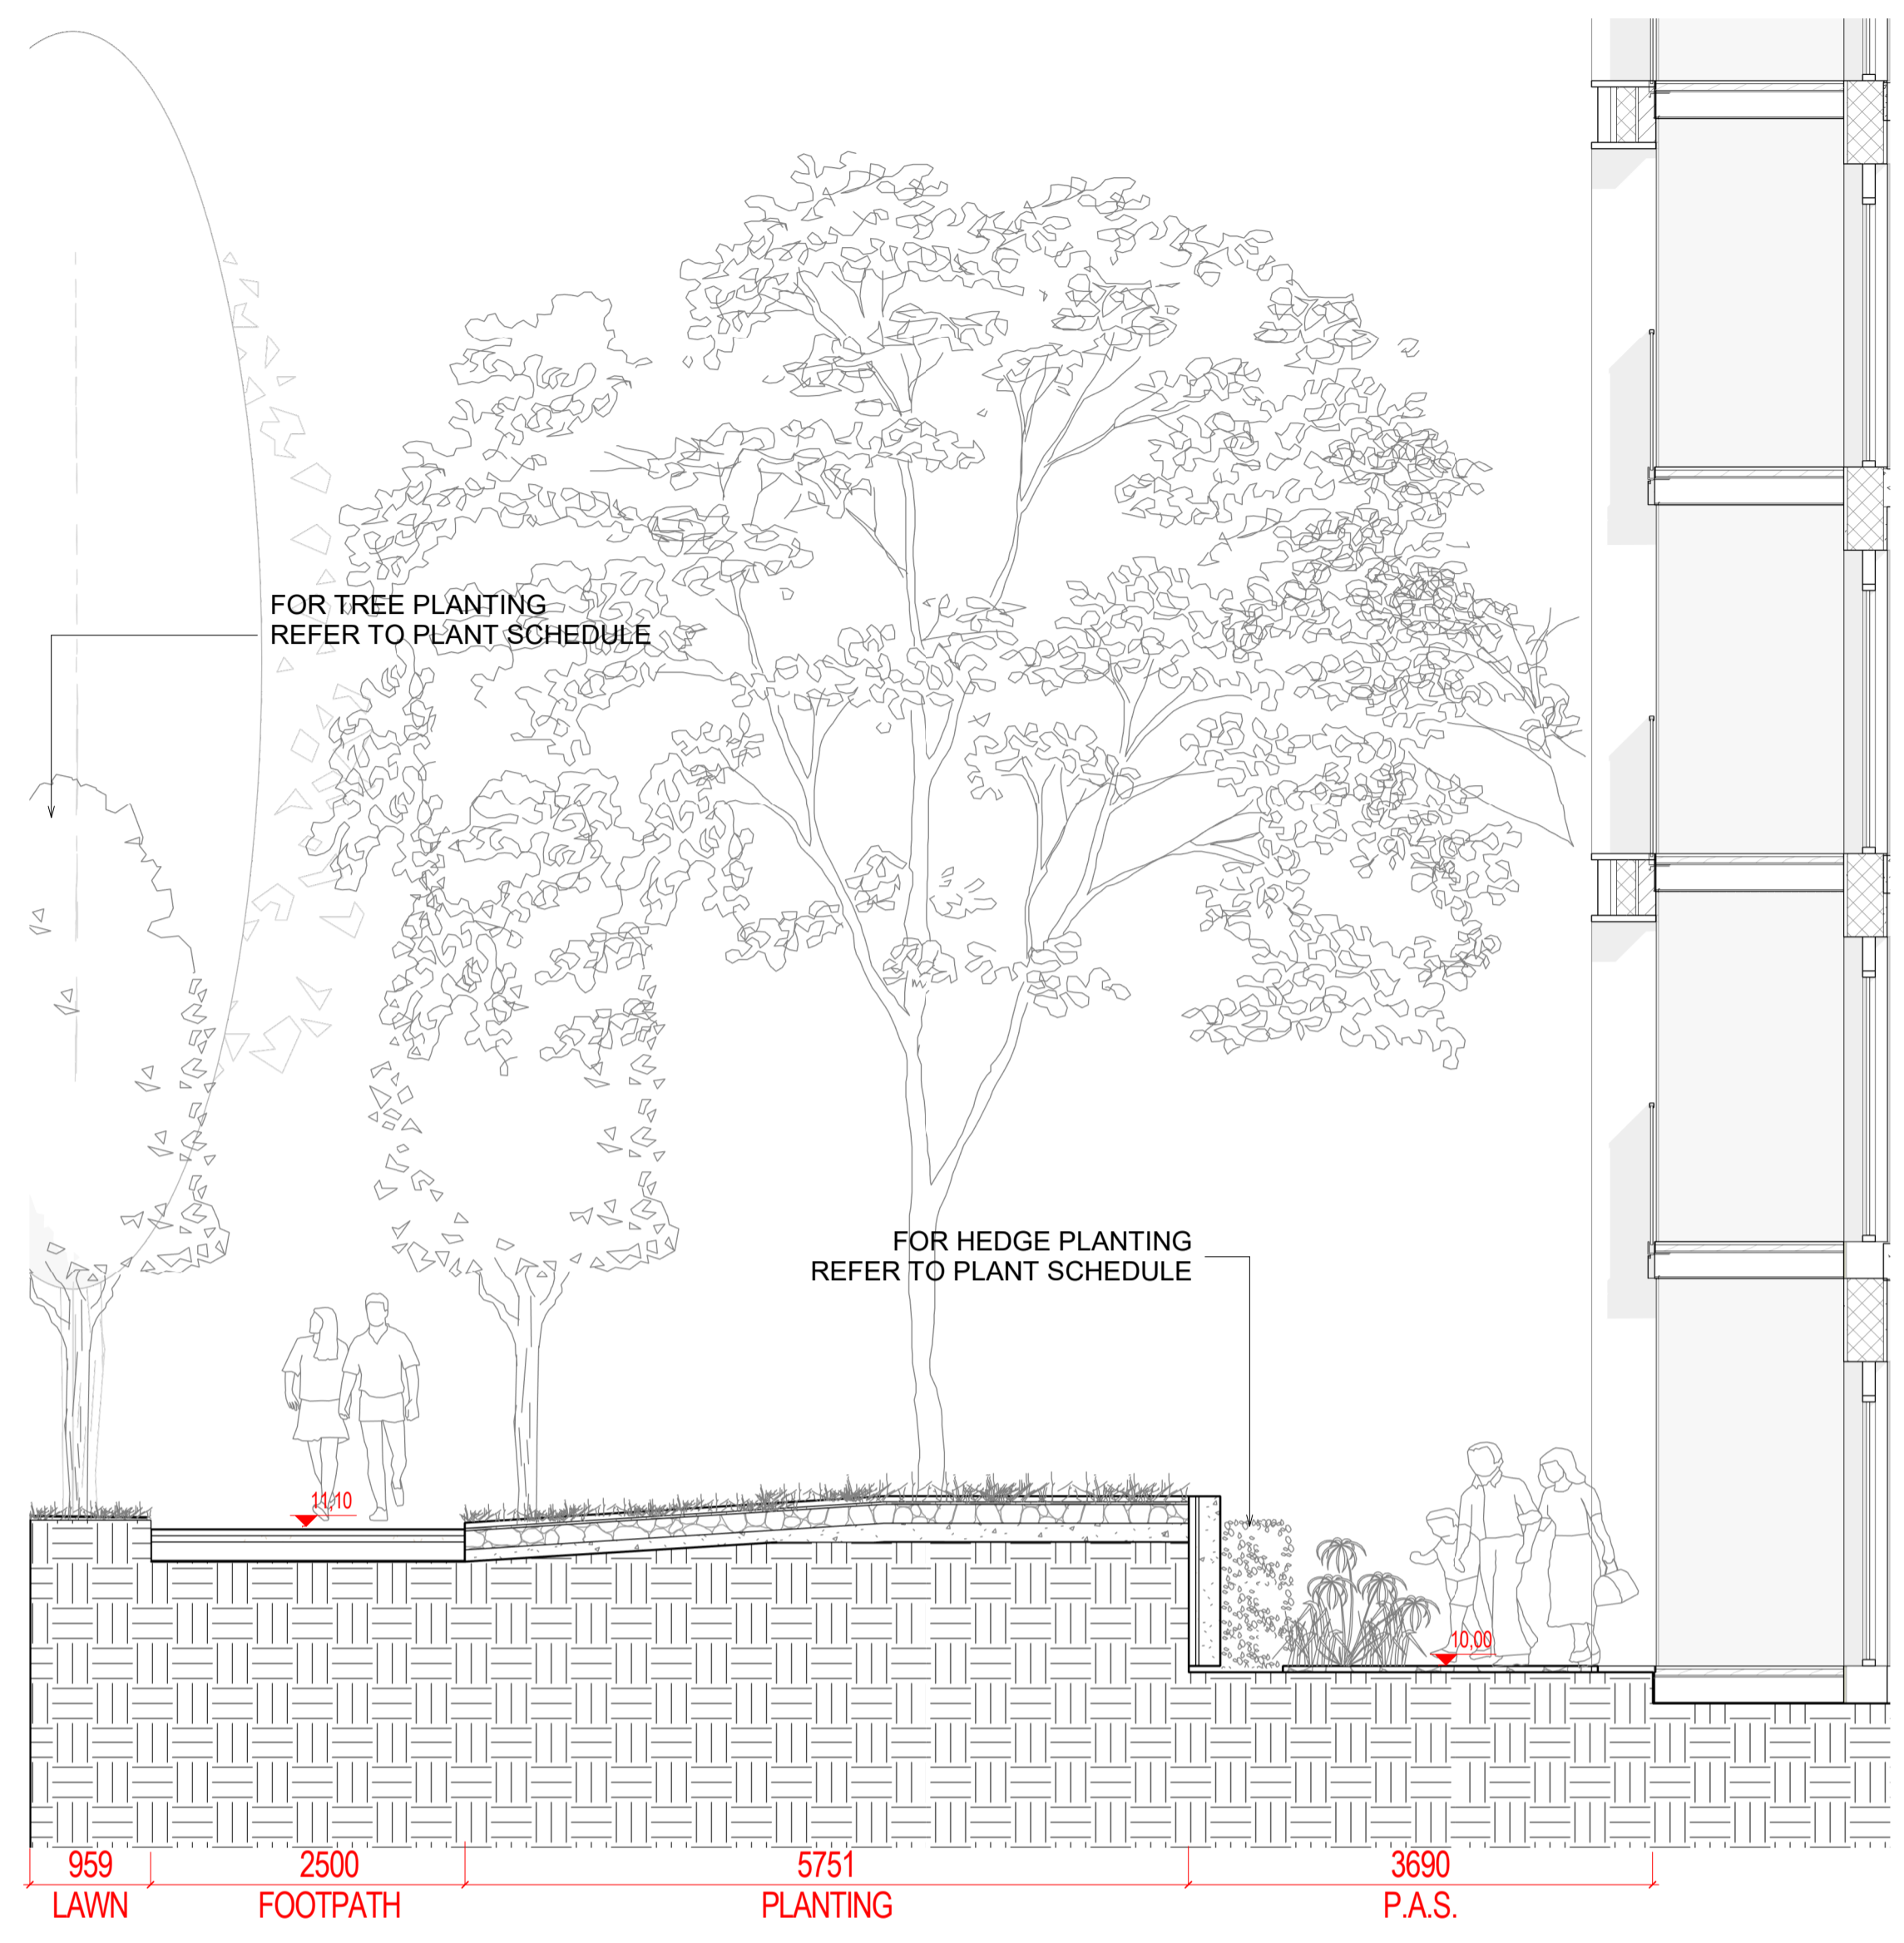 FOR TREE PLANTING
REFER TO PLANT SCHEDULE
FOR HEDGE PLANTING
REFER TO PLANT SCHEDULE
11,10
10,00
959
2500
5751
3690
LAWN
FOOTPATH
PLANTING
P.A.S.